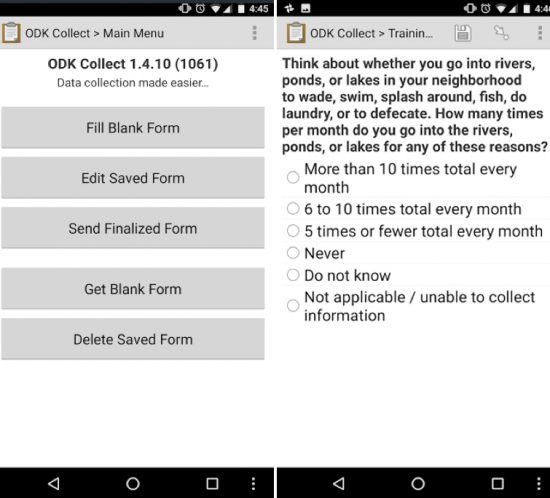 4:45
ODK Collect > Main Menu
ODK Collect 1.4.10 (1061)
Data collection made easier...
Fill Blank Form
Edit Saved Form
Send Finalized Form
Get Blank Form
Delete Saved Form
ODK Collect > Trainin...
Think about whether you go into rivers,
ponds, or lakes in your neighborhood
to wade, swim, splash around, fish, do
laundry, or to defecate. How many times
per month do you go into the rivers,
ponds, or lakes for any of these reasons?
More than 10 times total every
month
6 to 10 times total every month
5 times or fewer total every month
Never
Do not know
Not applicable / unable to collect
information